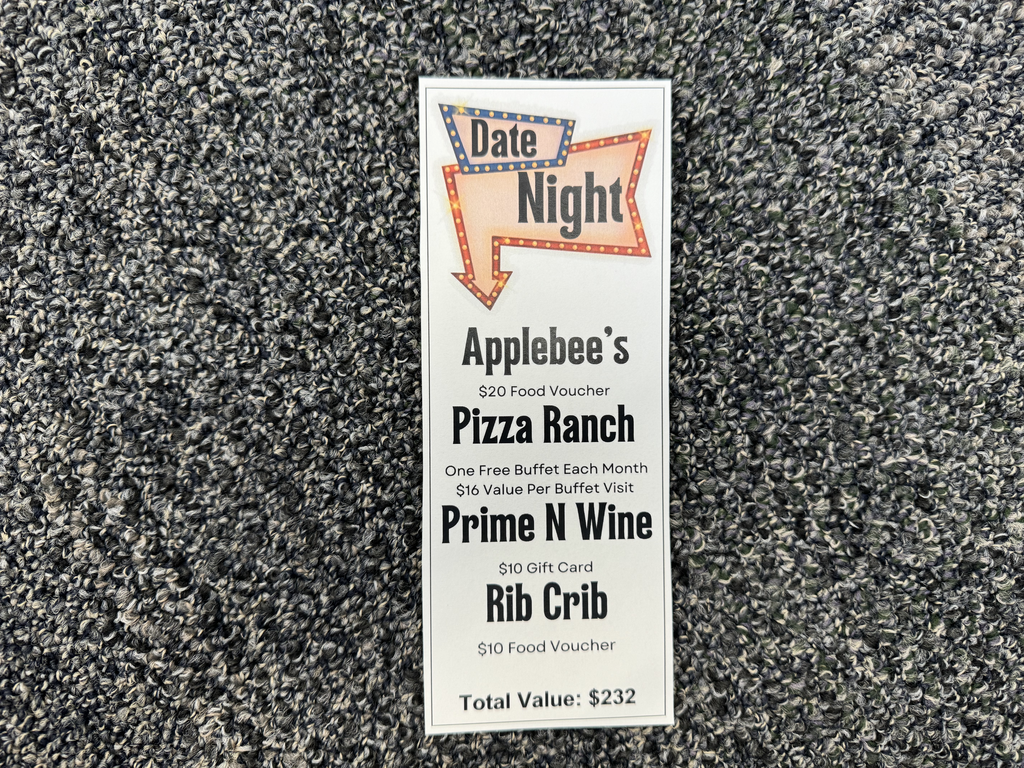 Date
Night
Applebee's
$20 Food Voucher
Pizza Ranch
One Free Buffet Each Month
$16 Value Per Buffet Visit
Prime N Wine
$10 Gift Card
Rib Crib
$10 Food Voucher
Total Value: $232